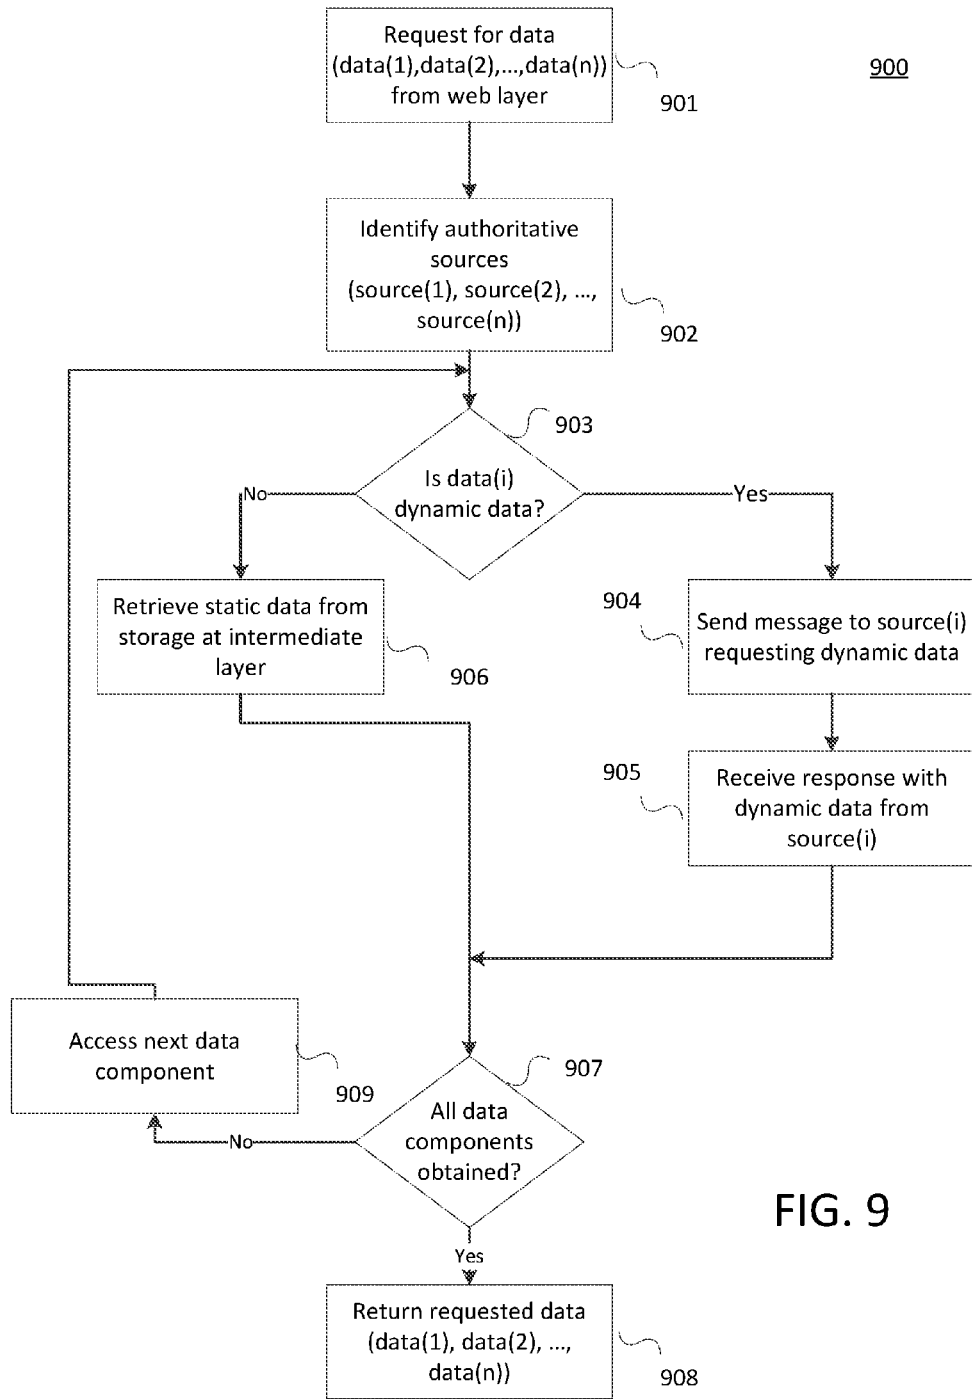 Request for data
(data(1),data(2),...,data(n))
from web layer
901
900
Identify authoritative
sources
(source(1), source(2), ...,
source(n))
902
903
Is data(i)
dynamic data?
No
Yes
Retrieve static data from
storage at intermediate
layer
906
904
Send message to source(i)
requesting dynamic data
905
Receive response with
dynamic data from
source(i)
Access next data
component
909
907
All data
components
obtained?
No
Yes
FIG. 9
Return requested data
(data(1), data(2), ...,
data(n))
908